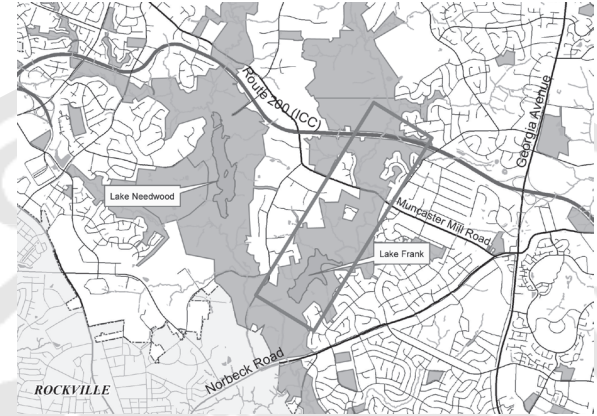 Route 200 (ICC)
Georgia Avenue
Lake Needwood
Muncaster Mill Road
Lake Frank
Norbeck Road
ROCKVILLE